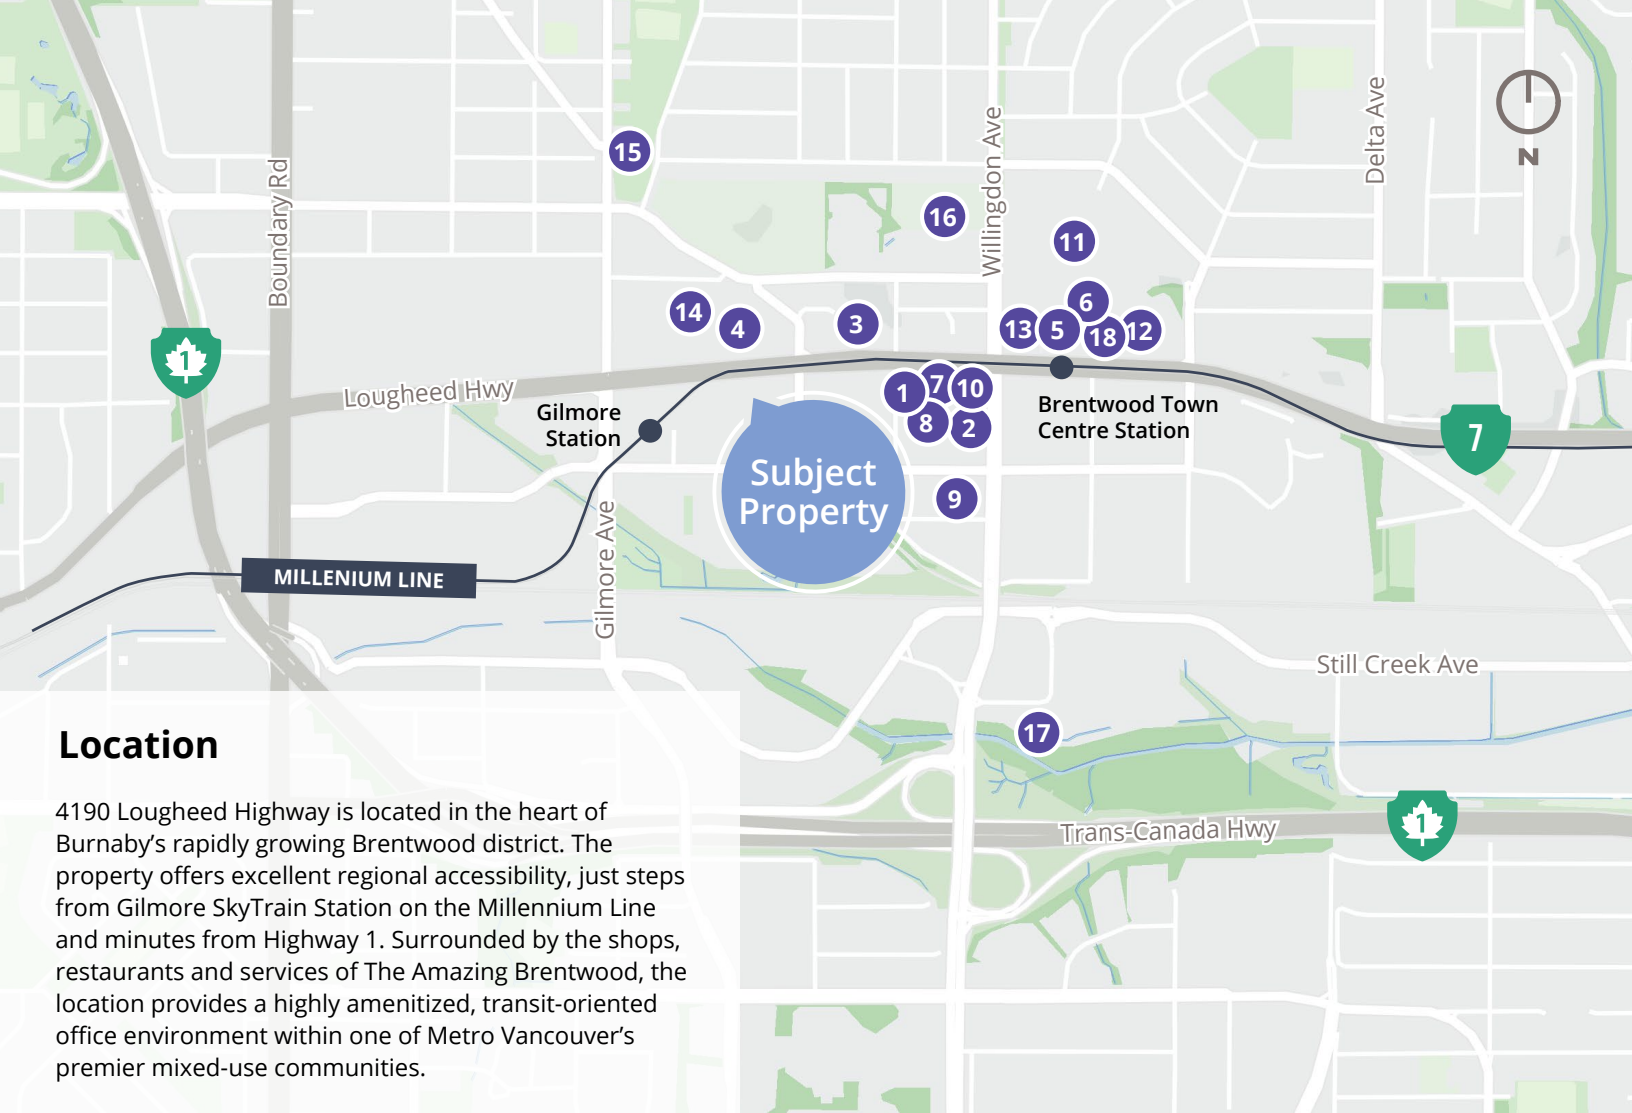 Boundary Rd
Willingdon Ave
Delta Ave
N
15
16
11
6
14
4
3
13
5
18
12
1
Lougheed Hwy
1
7
10
8
2
Gilmore
Station
Brentwood Town
Centre Station
7
Subject
Property
9
MILLENIUM LINE
Gilmore Ave
Still Creek Ave
17
Trans-Canada Hwy
1
Location
4190 Lougheed Highway is located in the heart of
Burnaby’s rapidly growing Brentwood district. The
property offers excellent regional accessibility, just steps
from Gilmore SkyTrain Station on the Millennium Line
and minutes from Highway 1. Surrounded by the shops,
restaurants and services of The Amazing Brentwood, the
location provides a highly amenitized, transit-oriented
office environment within one of Metro Vancouver’s
premier mixed-use communities.